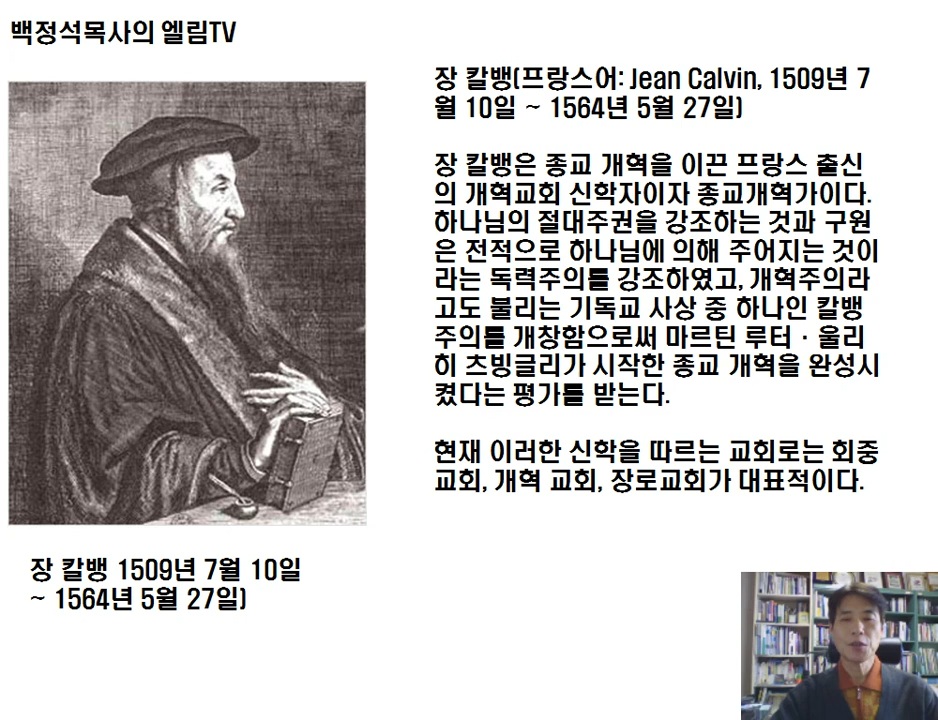 백정석목사의 엘림TV
장 칼뱅(프랑스어: Jean Calvin, 1509년 7
월 10일 ~ 1564년 5월 27일)
장 칼뱅은 종교 개혁을 이끈 프랑스 출신
의 개혁교회 신학자이자 종교개혁가이다.
하나님의 절대주권을 강조하는 것과 구원
은 전적으로 하나님에 의해 주어지는 것이
라는 독력주의를 강조하였고, 개혁주의라
고도 불리는 기독교 사상 중 하나인 칼뱅
주의를 개창함으로써 마르틴 루터 · 울리
히 츠빙글리가 시작한 종교 개혁을 완성시
켰다는 평가를 받는다.
현재 이러한 신학을 따르는 교회로는 회중
교회, 개혁 교회, 장로교회가 대표적이다.
장 칼뱅 1509년 7월 10일
~ 1564년 5월 27일)